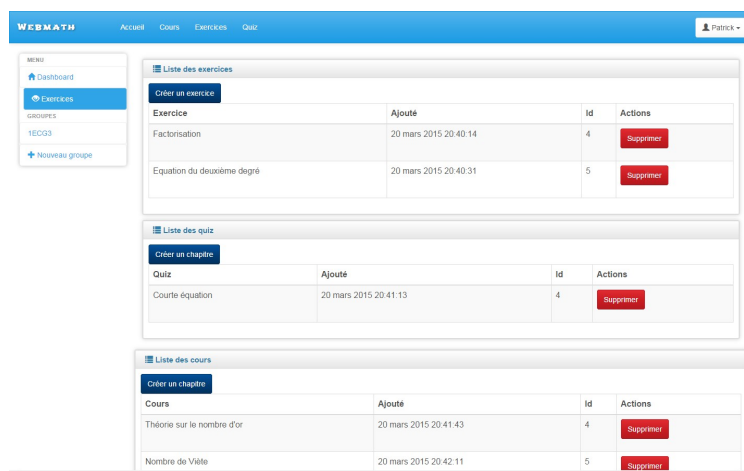 WEBMATH Accueil Cours Exercices Quiz Patrick
MENU
Dashboard
Exercices
GROUPES
1ECG3
Nouveau groupe
Liste des exercices
Créer un exercice
Exercice Ajouté Id Actions
Factorisation 20 mars 2015 20:40:14 4 Supprimer
Equation du deuxième degré 20 mars 2015 20:40:31 5 Supprimer
Liste des quiz
Créer un chapitre
Quiz Ajouté Id Actions
Courte équation 20 mars 2015 20:41:13 4 Supprimer
Liste des cours
Créer un chapitre
Cours Ajouté Id Actions
Théorie sur le nombre d'or 20 mars 2015 20:41:43 4 Supprimer
Nombre de Viète 20 mars 2015 20:42:11 5 Supprimer